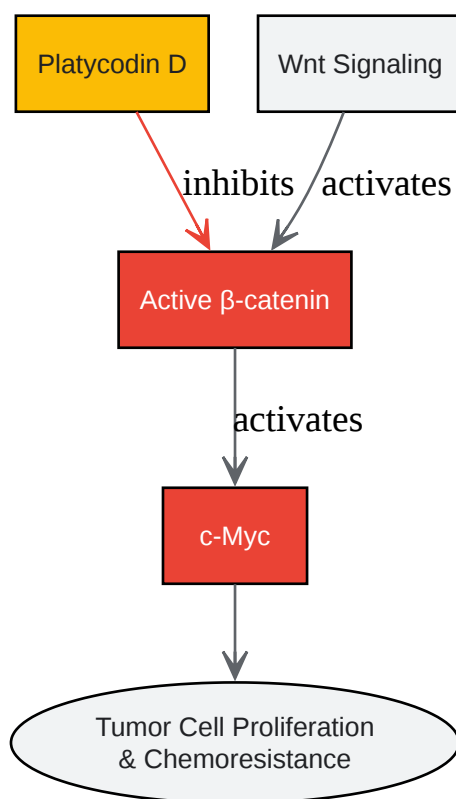 Platycodin D
Wnt Signaling
inhibits
activates
Active β-catenin
activates
c-Myc
Tumor Cell Proliferation
& Chemoresistance